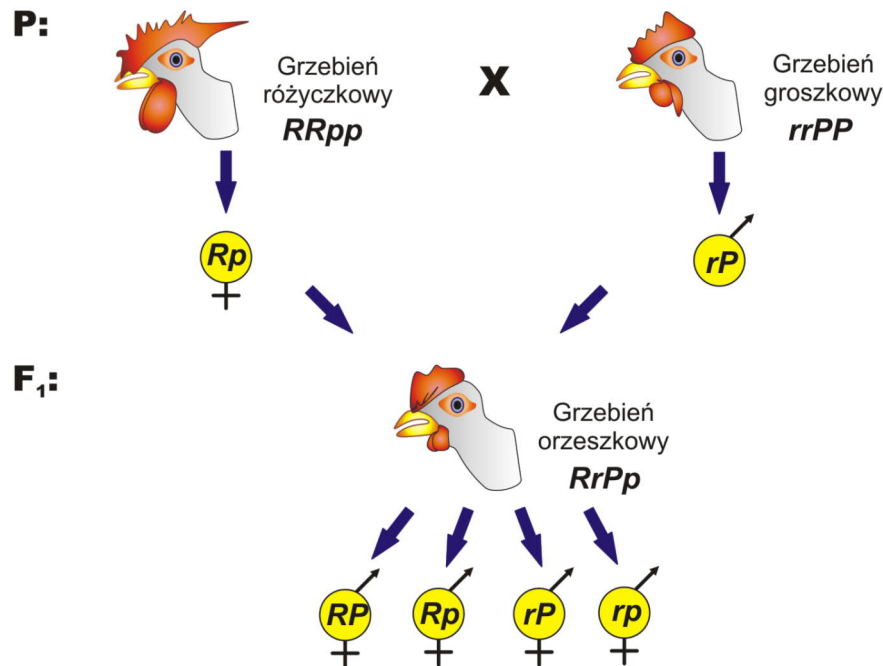 P:
Grzebień
różyczkowy
RRpp
X
Grzebień
groszkowy
rrPP
Rp
rP
F1:
Grzebień
orzeszkowy
RrPp
RP
Rp
rP
rp